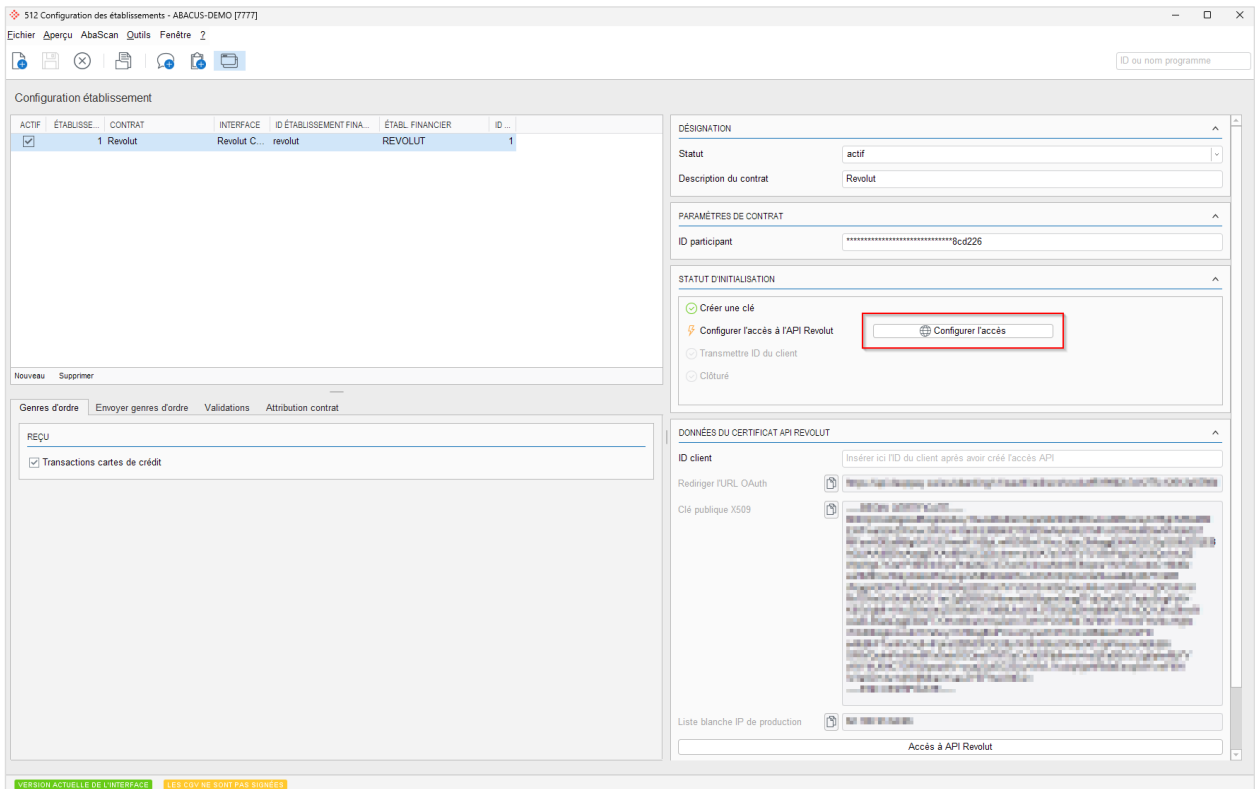 512 Configuration des établissements - ABACUS-DEMO [7777]
Fichier Aperçu AbaScan Outils Fenêtre ?
ID ou nom programme
Configuration établissement
ACTIF ÉTABLISSE... CONTRAT INTERFACE ID ÉTABLISSEMENT FINA... ÉTABL. FINANCIER ID ...
1 Revolut Revolut C... revolut REVOLUT 1
Nouveau Supprimer
Genres d'ordre Envoyer genres d'ordre Validations Attribution contrat
REÇU
Transactions cartes de crédit
DÉSIGNATION
Statut actif
Description du contrat Revolut
PARAMÈTRES DE CONTRAT
ID participant ******************************8cd226
STATUT D'INITIALISATION
Créer une clé
Configurer l'accès à l'API Revolut Configurer l'accès
Transmettre ID du client
Clôturé
DONNÉES DU CERTIFICAT API REVOLUT
ID client Insérer ici l'ID du client après avoir créé l'accès API
Rediriger l'URL OAuth
Clé publique X509
Liste blanche IP de production
Accès à API Revolut
VERSION ACTUELLE DE L'INTERFACE LES CGV NE SONT PAS SIGNÉES